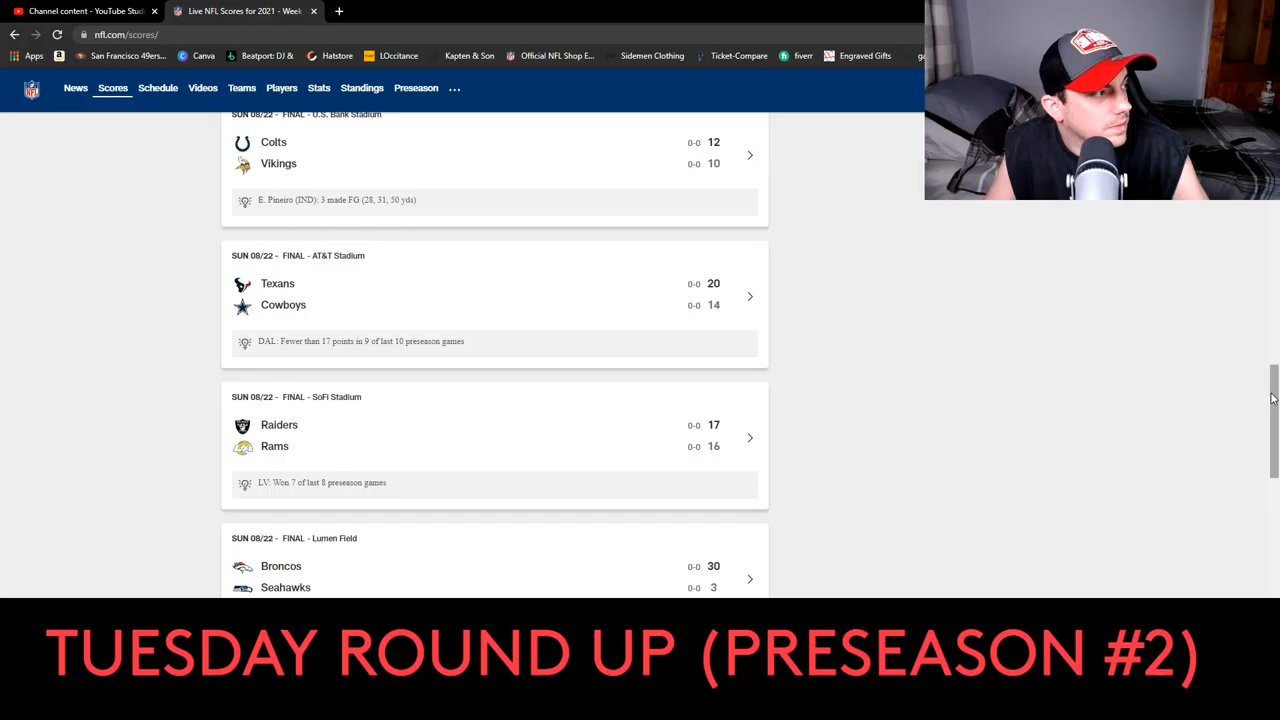 Channel content - YouTube Stud
Live NFL Scores for 2021 - Week
nfl.com/scores/
Apps
San Francisco 49ers...
Canva
Beatport: DJ &
Hatstore
LOccitance
Kapten & Son
Official NFL Shop E...
Sidemen Clothing
Ticket-Compare
fiverr
Engraved Gifts
News Scores Schedule Videos Teams Players Stats Standings Preseason ...
SUN 08/22 - FINAL - U.S. Bank Stadium
Colts 0-0 12
Vikings 0-0 10
E. Pineiro (IND): 3 made FG (28, 31, 50 yds)
SUN 08/22 - FINAL - AT&T Stadium
Texans 0-0 20
Cowboys 0-0 14
DAL: Fewer than 17 points in 9 of last 10 preseason games
SUN 08/22 - FINAL - SoFi Stadium
Raiders 0-0 17
Rams 0-0 16
LV: Won 7 of last 8 preseason games
SUN 08/22 - FINAL - Lumen Field
Broncos 0-0 30
Seahawks 0-0 3
TUESDAY ROUND UP (PRESEASON #2)